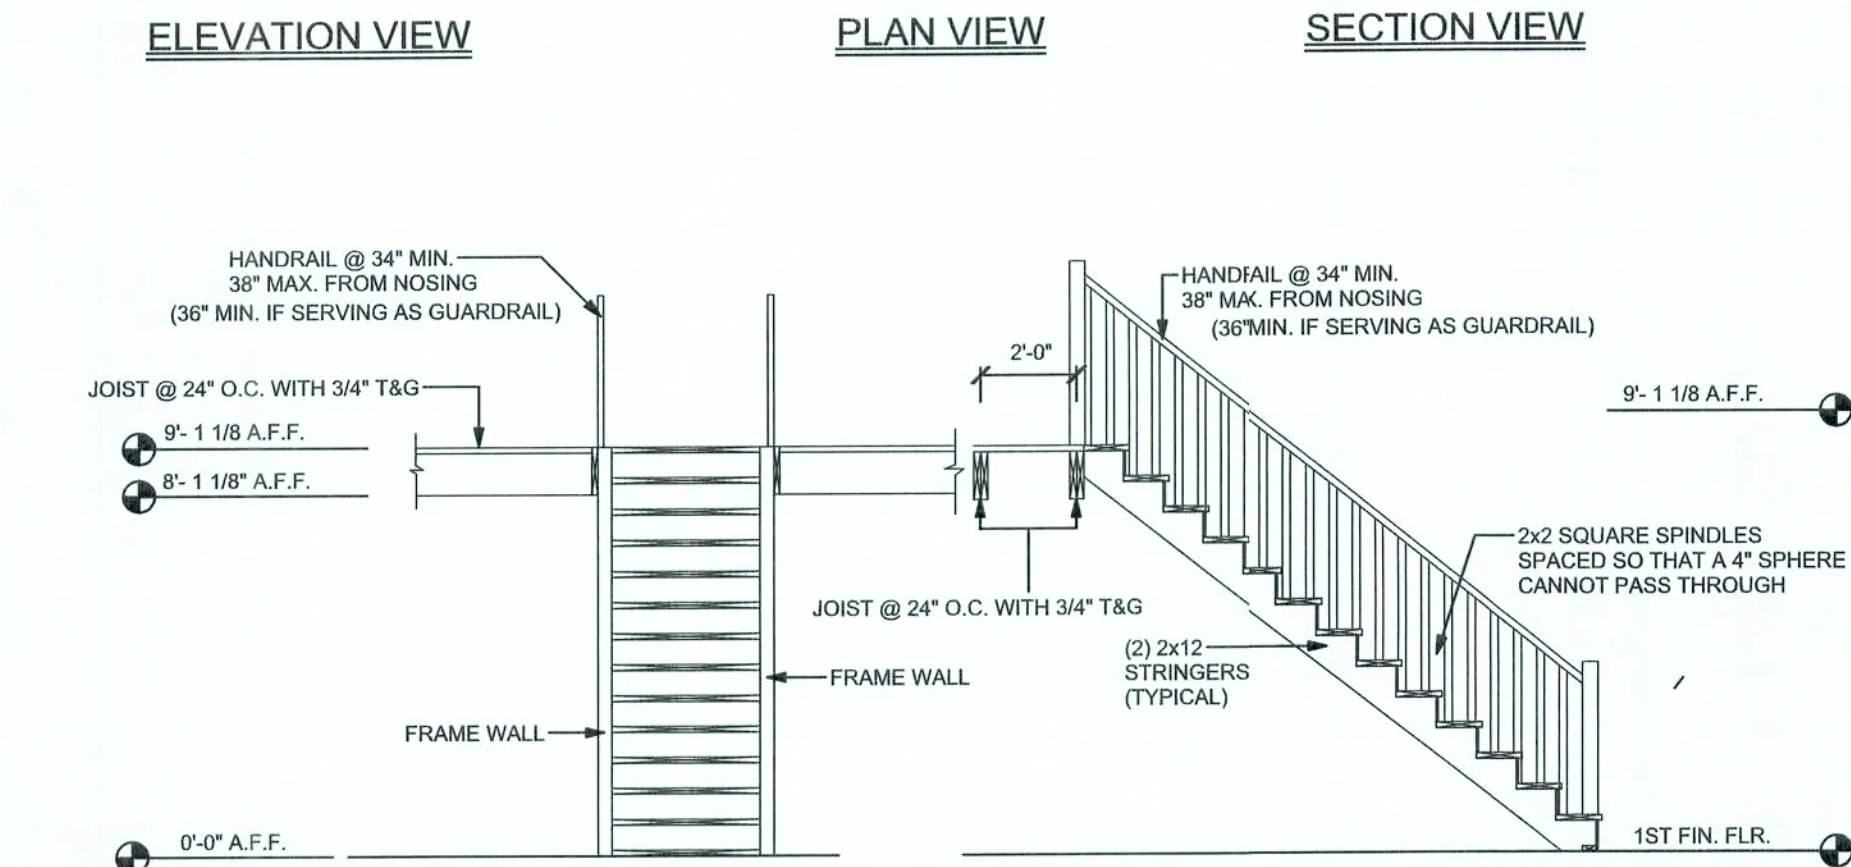 ELEVATION VIEW
PLAN VIEW
SECTION VIEW
HANDRAIL @ 34" MIN.
38" MAX. FROM NOSING
(36" MIN. IF SERVING AS GUARDRAIL)
JOIST @ 24" O.C. WITH 3/4" T&G
9'- 1 1/8 A.F.F.
8'- 1 1/8" A.F.F.
FRAME WALL
FRAME WALL
0'-0" A.F.F.
2'-0"
JOIST @ 24" O.C. WITH 3/4" T&G
HANDRAIL @ 34" MIN.
38" MAX. FROM NOSING
(36"MIN. IF SERVING AS GUARDRAIL)
9'- 1 1/8 A.F.F.
2x2 SQUARE SPINDLES
SPACED SO THAT A 4" SPHERE
CANNOT PASS THROUGH
(2) 2x12
STRINGERS
(TYPICAL)
1ST FIN. FLR.